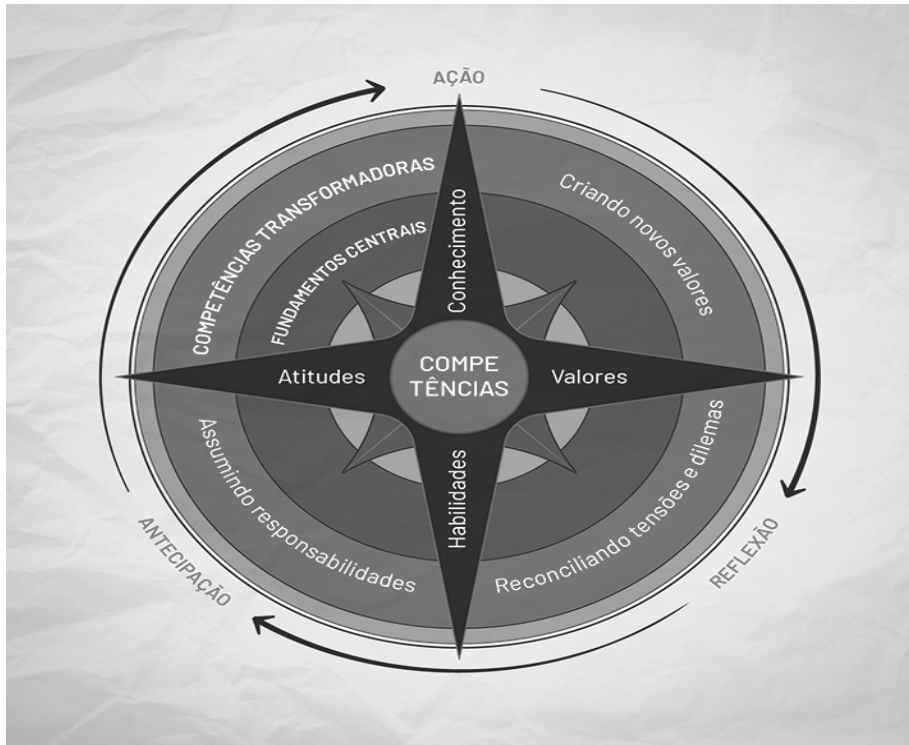 AÇÃO
COMPETÊNCIAS TRANSFORMADORAS
Criando novos valores
FUNDAMENTOS CENTRAIS
Conhecimento
Atitudes
COMPE
TÊNCIAS
Valores
Habilidades
Assumindo responsabilidades
Reconciliando tensões e dilemas
ANTECIPAÇÃO
REFLEXÃO